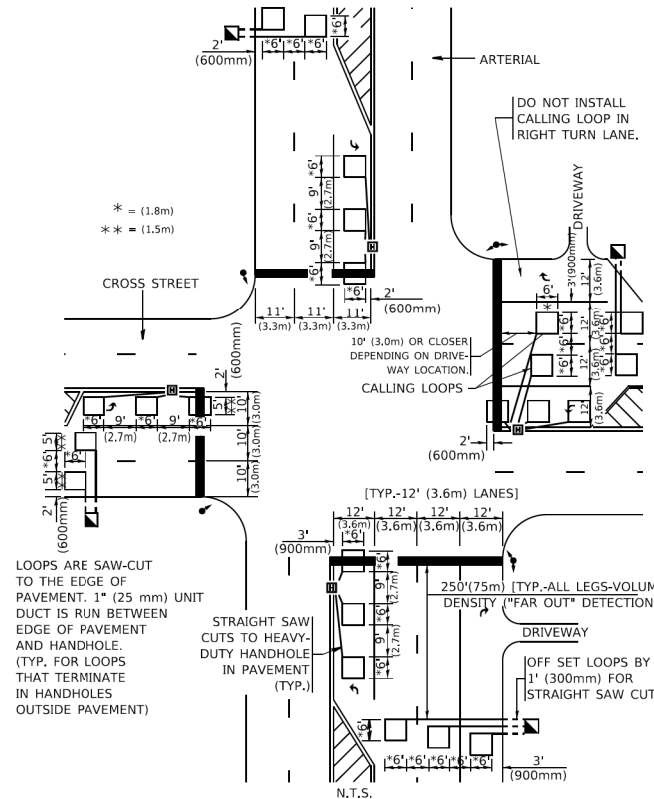 *6'
2'
(600mm)
*6' *6' *6'
ARTERIAL
DO NOT INSTALL
CALLING LOOP IN
RIGHT TURN LANE.
* = (1.8m)
** = (1.5m)
*6'
9'
(2.7m)
*6'
9'
(2.7m)
*6'
*6'
2'
(600mm)
H
11' 11' 11'
(3.3m) (3.3m) (3.3m)
CROSS STREET
DRIVEWAY
3'(900mm)
12'
(3.6m)
12'
6'
*
12'
(3.6m)
*6'
*6'
*6'
*6'
12'
(3.6m)
*6'
*6'
12'
(3.6m)
10' (3.0m) OR CLOSER
DEPENDING ON DRIVE-
WAY LOCATION.
CALLING LOOPS
H
2'
(600mm)
2'
(600mm)
H
5'
**
10'
(3.0m)
*6' 9' *6' 9' *6'
(2.7m) (2.7m)
10'
(3.0m)
10'
(3.0m)
5'
**
*6'
*6'
5'
**
2'
(600mm)
LOOPS ARE SAW-CUT
TO THE EDGE OF
PAVEMENT. 1" (25 mm) UNIT
DUCT IS RUN BETWEEN
EDGE OF PAVEMENT
AND HANDHOLE.
(TYP. FOR LOOPS
THAT TERMINATE
IN HANDHOLES
OUTSIDE PAVEMENT)
[TYP.-12' (3.6m) LANES]
12' 12' 12' 12'
(3.6m) (3.6m) (3.6m) (3.6m)
3'
(900mm)
*6'
*6'
9'
(2.7m)
*6'
9'
(2.7m)
*6'
H
STRAIGHT SAW
CUTS TO HEAVY-
DUTY HANDHOLE
IN PAVEMENT
(TYP.)
250'(75m) [TYP.-ALL LEGS-VOLUM
DENSITY ("FAR OUT" DETECTION
DRIVEWAY
OFF SET LOOPS BY
1' (300mm) FOR
STRAIGHT SAW CUT
*6'
*6' *6' *6' *6'
3'
(900mm)
N.T.S.